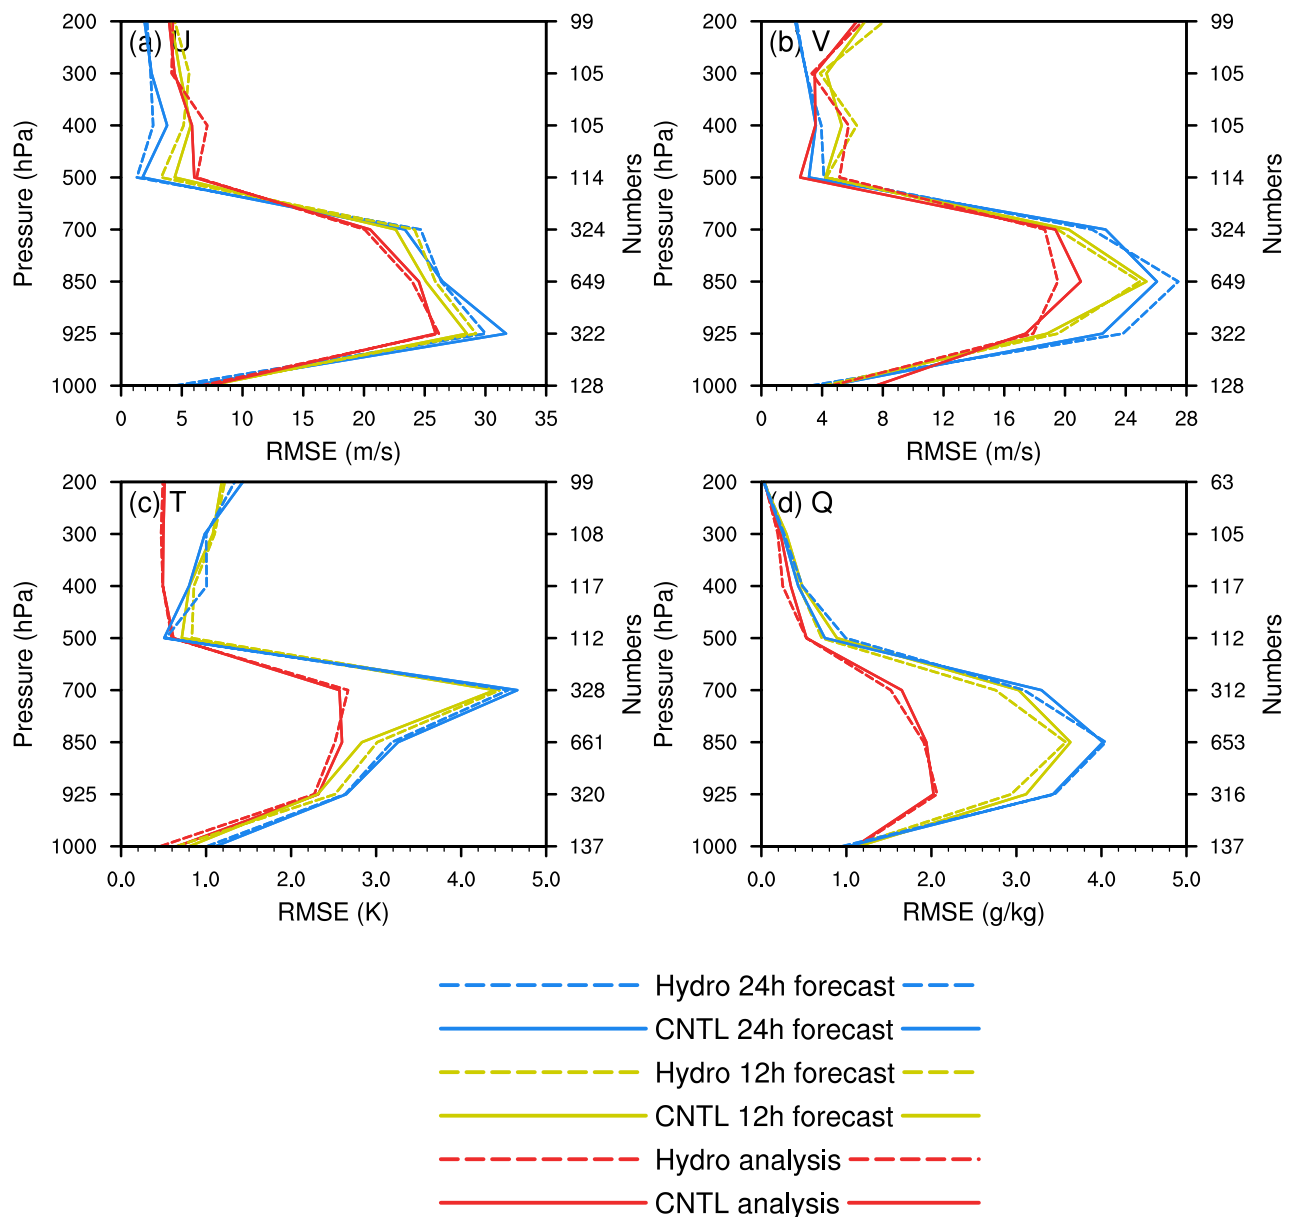 (a) U
200
300
400
500
700
850
925
1000
Pressure (hPa)
99
105
105
114
324
649
322
128
Numbers
0 5 10 15 20 25 30 35
RMSE (m/s)
(b) V
200
300
400
500
700
850
925
1000
Pressure (hPa)
99
105
105
114
324
649
322
128
Numbers
0 4 8 12 16 20 24 28
RMSE (m/s)
(c) T
200
300
400
500
700
850
925
1000
Pressure (hPa)
99
108
117
112
328
661
320
137
Numbers
0.0 1.0 2.0 3.0 4.0 5.0
RMSE (K)
(d) Q
200
300
400
500
700
850
925
1000
Pressure (hPa)
63
105
117
112
312
653
316
137
Numbers
0.0 1.0 2.0 3.0 4.0 5.0
RMSE (g/kg)
Hydro 24h forecast
CNTL 24h forecast
Hydro 12h forecast
CNTL 12h forecast
Hydro analysis
CNTL analysis